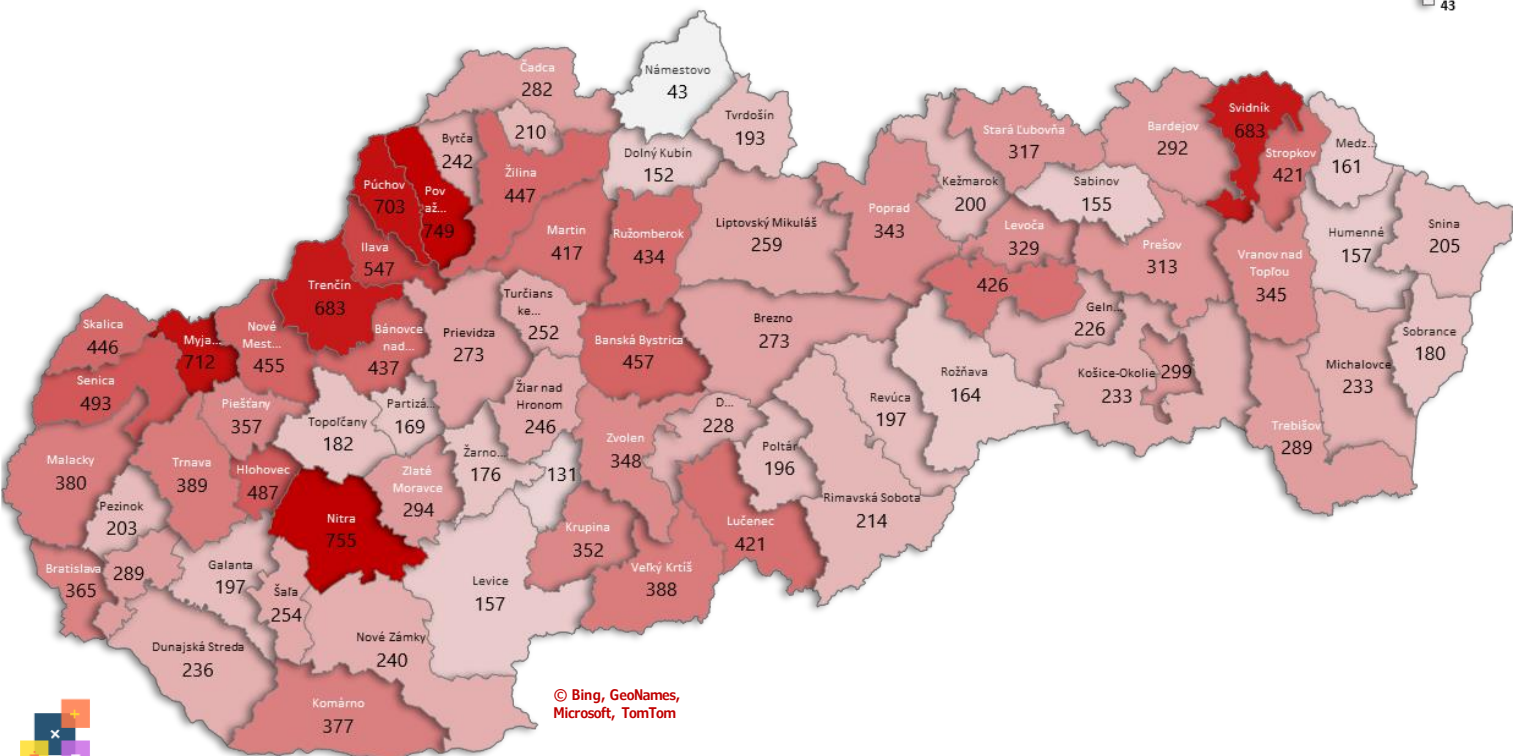 43
Námestovo
43
Čadca
282
Tvrdošín
193
Bytča
242
210
Dolný Kubín
152
Žilina
447
Púchov
703
Pov
až...
749
Svidník
683
Bardejov
292
Stará Ľubovňa
317
Stropkov
421
Medz...
161
Kežmarok
200
Sabinov
155
Poprad
343
Levoča
329
Prešov
313
Humenné
157
Snina
205
Vranov nad
Topľou
345
Liptovský Mikuláš
259
Ružomberok
434
Martin
417
Ilava
547
Trenčín
683
426
Geln...
226
Turčians
ke...
252
Brezno
273
Skalica
446
Myja...
712
Nové
Mest...
455
Bánovce
nad...
437
Prievidza
273
Banská Bystrica
457
Sobrance
180
Michalovce
233
Košice-Okolie
233
299
Rožňava
164
Senica
493
Žiar nad
Hronom
246
Revúca
197
Piešťany
357
Topoľčany
182
Partizá...
169
D...
228
Zvolen
348
Poltár
196
Trebišov
289
Malacky
380
Trnava
389
Hlohovec
487
Zlaté
Moravce
294
Žarno...
176
131
Pezinok
203
Nitra
755
Rimavská Sobota
214
Krupina
352
Lučenec
421
Bratislava
365
289
Galanta
197
Šaľa
254
Levice
157
Veľký Krtíš
388
Dunajská Streda
236
Nové Zámky
240
Komárno
377
© Bing, GeoNames,
Microsoft, TomTom